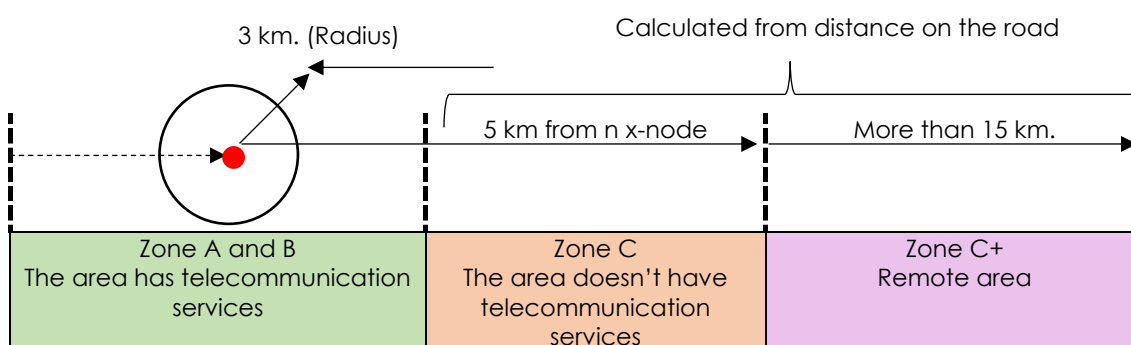 3 km. (Radius)
Calculated from distance on the road
5 km from n x-node
More than 15 km.
Zone A and B
The area has telecommunication
services
Zone C
The area doesn’t have
telecommunication
services
Zone C+
Remote area